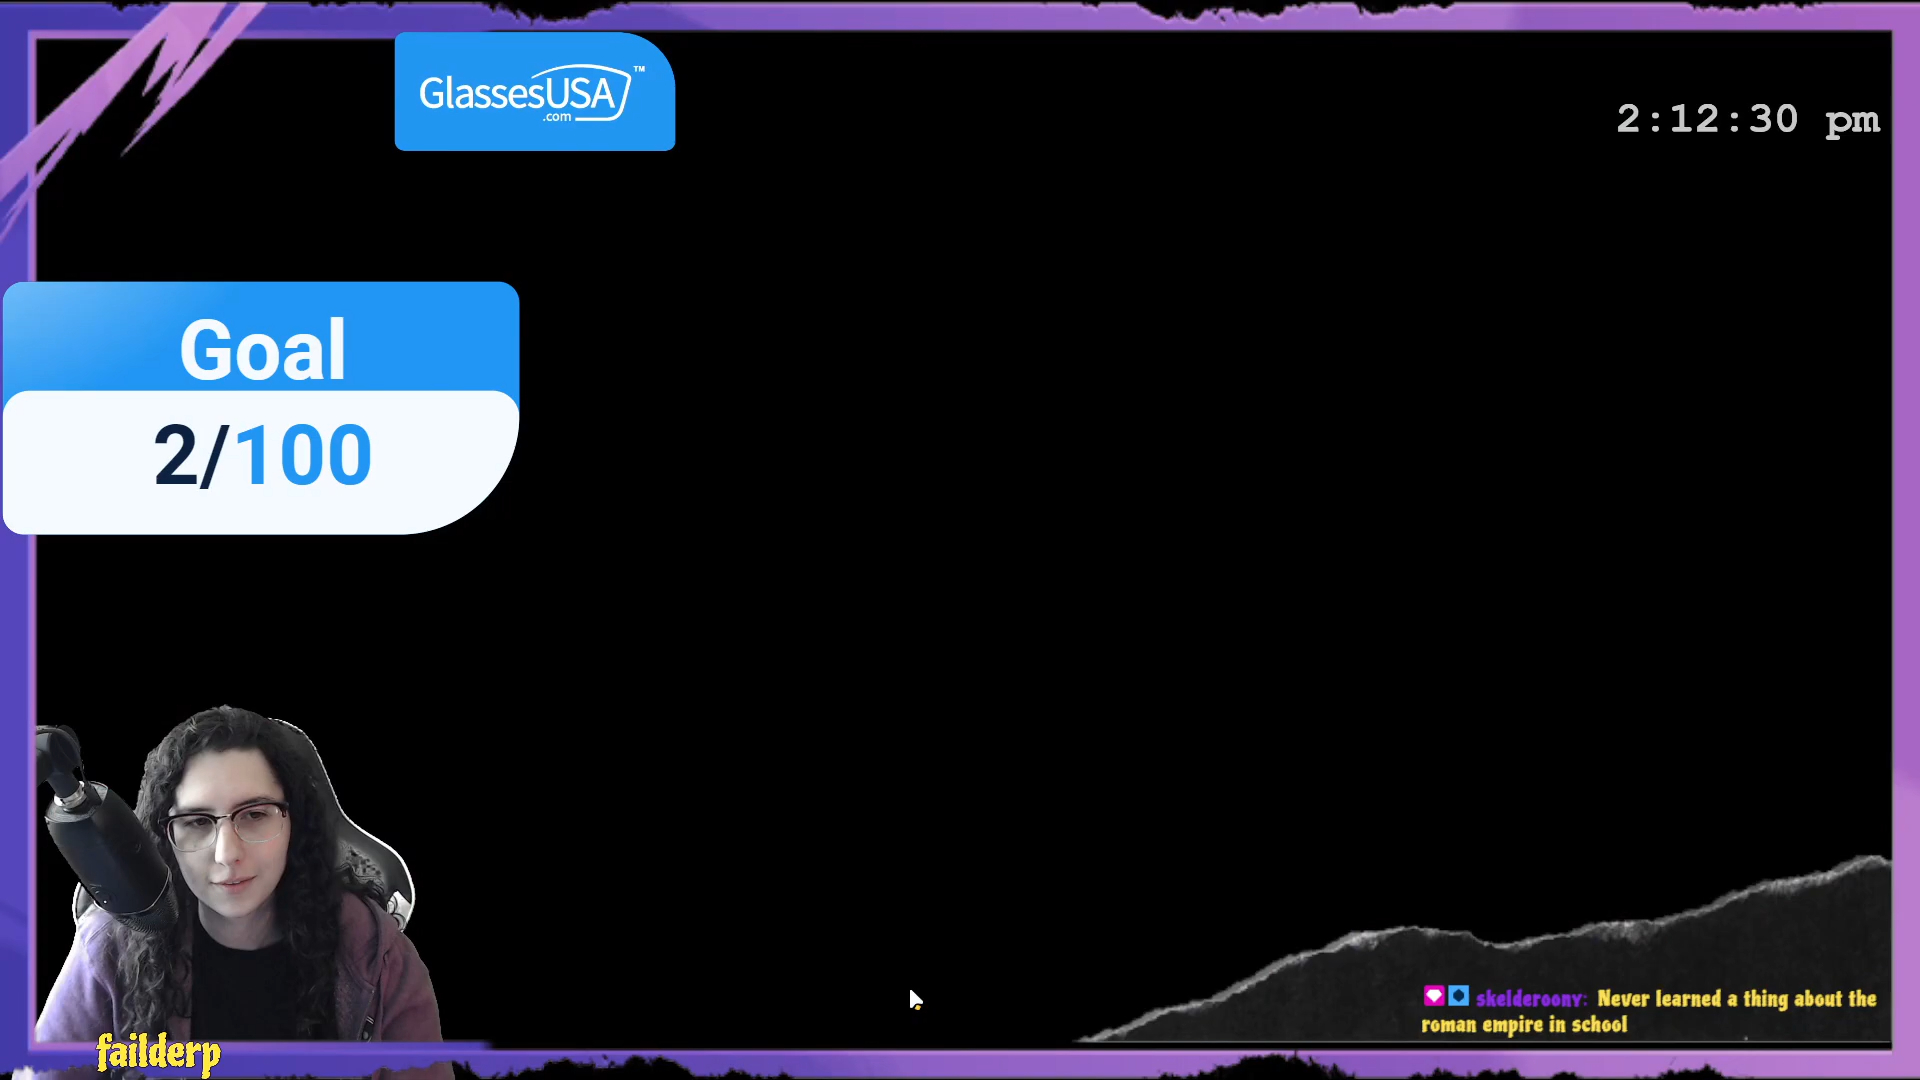 GlassesUSA™
.com
2:12:30 pm
Goal
2/100
skelderoony: Never learned a thing about the
roman empire in school
failderp